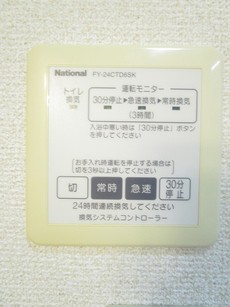 National FY-24CTD6SK
トイレ
換気
運転モニター
30分停止▶急速換気▶常時換気
(3時間)
入浴中寒い時は「30分停止」ボタン
を押してください。
お手入れ時運転を停止する場合は
切を3秒以上押してください
切 常時 急速 30分停止
24時間連続換気してください
換気システムコントローラー